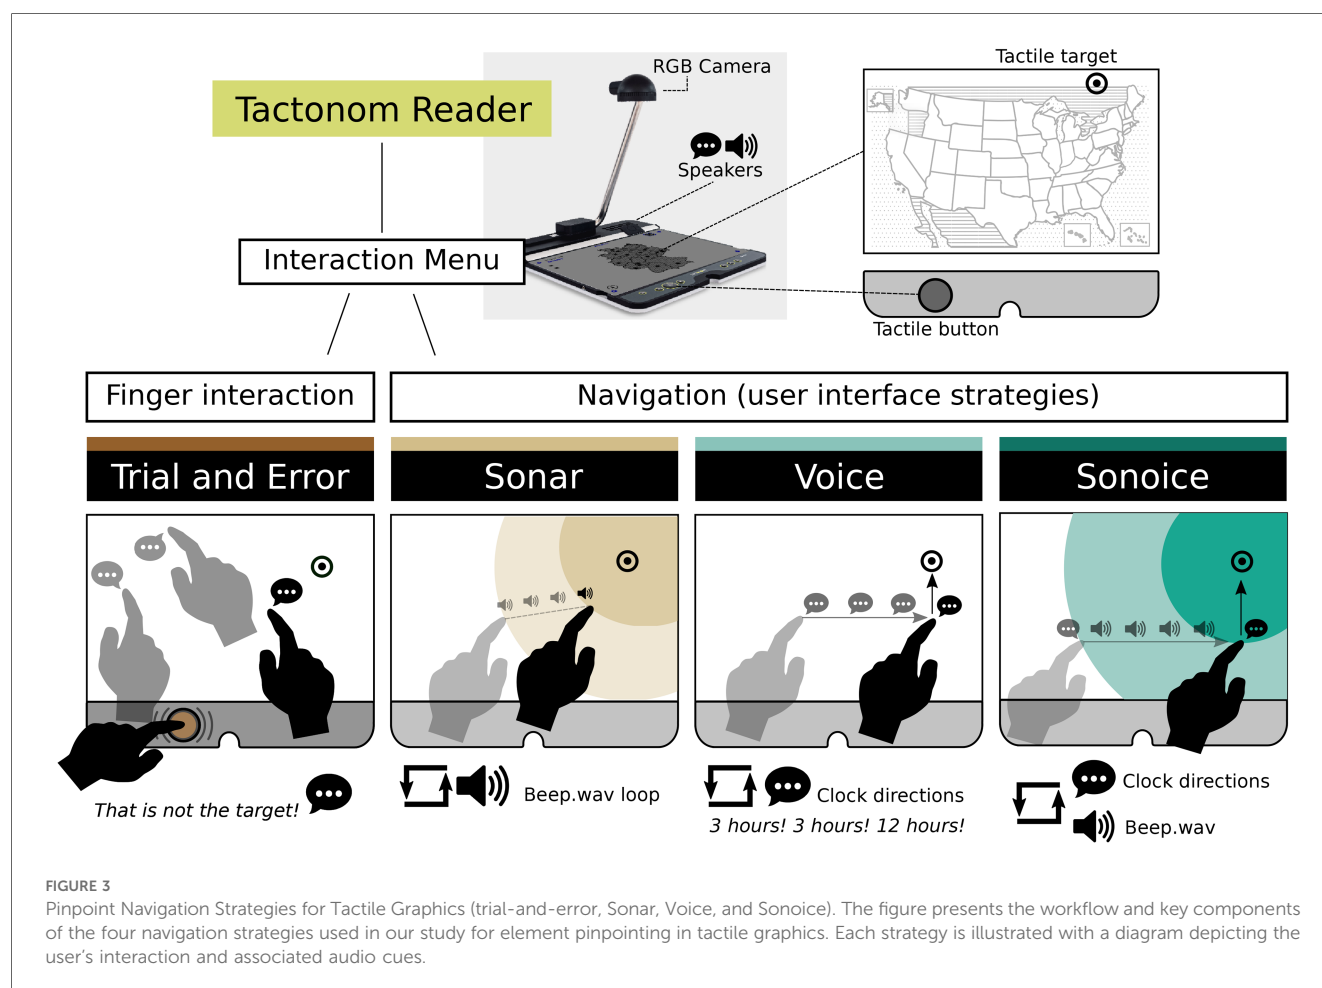 Tactonom Reader
RGB Camera
Speakers
Tactile target
Interaction Menu
Tactile button
Finger interaction
Navigation (user interface strategies)
Trial and Error
Sonar
Voice
Sonoice
That is not the target!
Beep.wav loop
Clock directions
3 hours! 3 hours! 12 hours!
Clock directions
Beep.wav
FIGURE 3
Pinpoint Navigation Strategies for Tactile Graphics (trial-and-error, Sonar, Voice, and Sonoice). The figure presents the workflow and key components
of the four navigation strategies used in our study for element pinpointing in tactile graphics. Each strategy is illustrated with a diagram depicting the
user's interaction and associated audio cues.